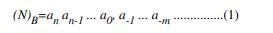 (N)B=an an-1 ... a0, a-1 ... a-m ...............(1)